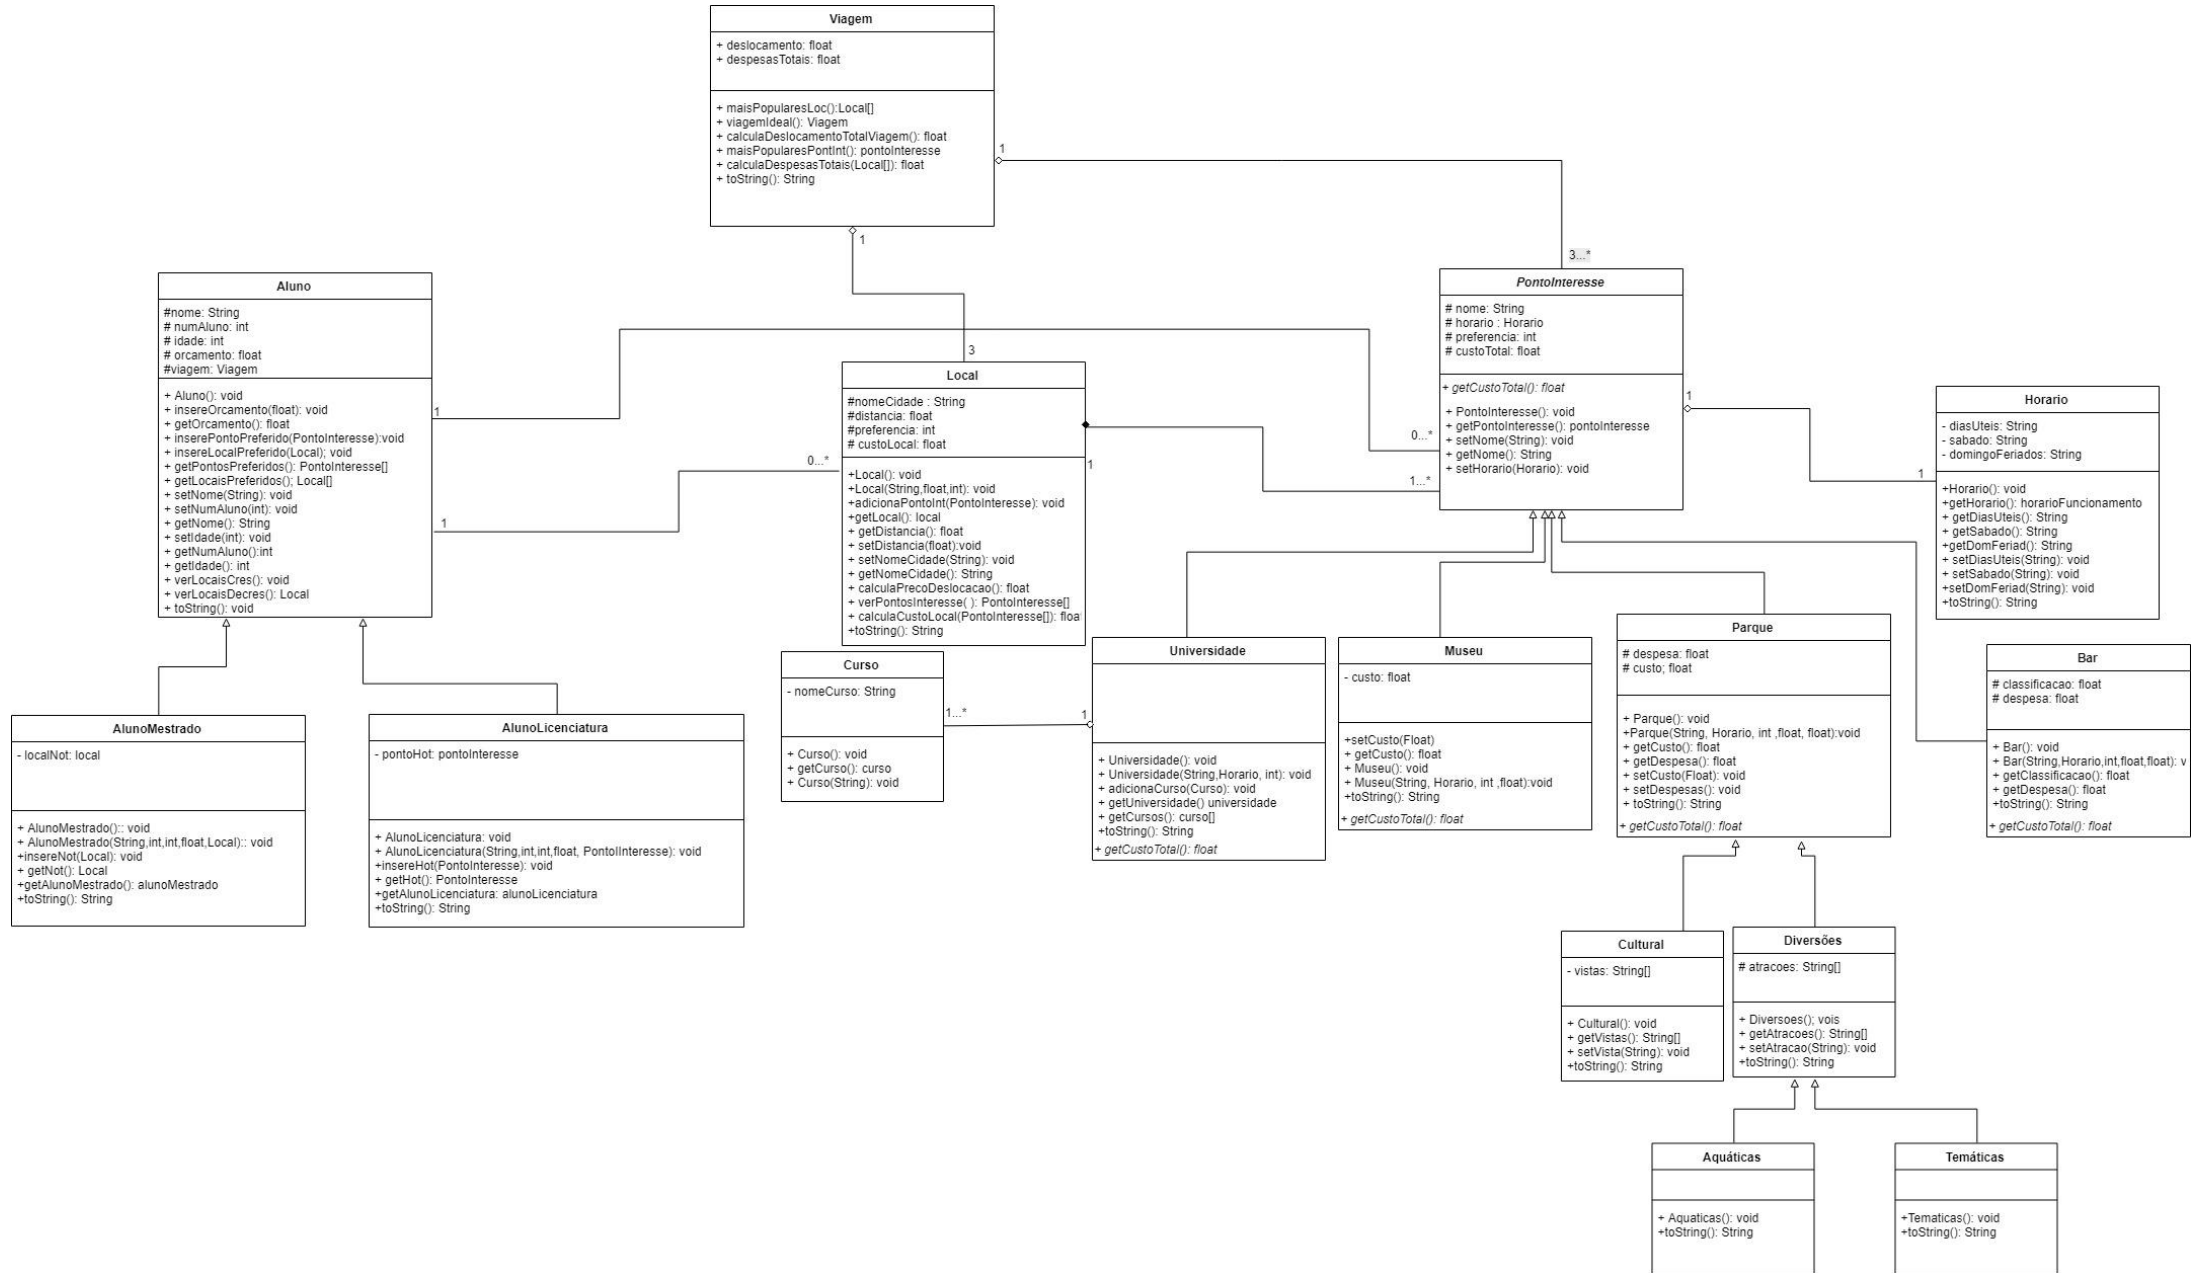 Viagem
+ deslocamento: float
+ despesasTotais: float
+ maisPopularesLoc():Local[]
+ viagemIdeal(): Viagem
+ calculaDeslocamentoTotalViagem(): float
+ maisPopularesPontInt(): pontoInteresse
+ calculaDespesasTotais(Local[]): float
+ toString(): String
1
1
3...*
3
Aluno
#nome: String
# numAluno: int
# idade: int
# orcamento: float
#viagem: Viagem
+ Aluno(): void
+ insereOrcamento(float): void
+ getOrcamento(): float
+ inserePontoPreferido(PontoInteresse):void
+ insereLocalPreferido(Local); void
+ getPontosPreferidos(): PontoInteresse[]
+ getLocaisPreferidos(); Local[]
+ setNome(String): void
+ setNumAluno(int): void
+ getNome(): String
+ setIdade(int): void
+ getNumAluno():int
+ getIdade(): int
+ verLocaisCres(): void
+ verLocaisDecres(): Local
+ toString(): void
1
0...*
1
0...*
Local
#nomeCidade : String
#distancia: float
#preferencia: int
# custoLocal: float
+Local(): void
+Local(String,float,int): void
+adicionaPontoInt(PontoInteresse): void
+getLocal(): local
+ getDistancia(): float
+ setDistancia(float):void
+ setNomeCidade(String): void
+ getNomeCidade(): String
+ calculaPrecoDeslocacao(): float
+ verPontosInteresse( ): PontoInteresse[]
+ calculaCustoLocal(PontoInteresse[]): floa
+toString(): String
1
1...*
PontoInteresse
# nome: String
# horario : Horario
# preferencia: int
# custoTotal: float
+ getCustoTotal(): float
+ PontoInteresse(): void
+ getPontoInteresse(): pontoInteresse
+ setNome(String): void
+ getNome(): String
+ setHorario(Horario): void
1
1
Horario
- diasUteis: String
- sabado: String
- domingoFeriados: String
+Horario(): void
+getHorario(): horarioFuncionamento
+ getDiasUteis(): String
+ getSabado(): String
+getDomFeriad(): String
+ setDiasUteis(String): void
+ setSabado(String): void
+setDomFeriad(String): void
+toString(): String
AlunoMestrado
- localNot: local
+ AlunoMestrado():: void
+ AlunoMestrado(String,int,int,float,Local):: void
+insereNot(Local): void
+ getNot(): Local
+getAlunoMestrado(): alunoMestrado
+toString(): String
AlunoLicenciatura
- pontoHot: pontoInteresse
+ AlunoLicenciatura: void
+ AlunoLicenciatura(String,int,int,float, PontoIInteresse): void
+insereHot(PontoInteresse): void
+ getHot(): PontoInteresse
+getAlunoLicenciatura: alunoLicenciatura
+toString(): String
Curso
- nomeCurso: String
+ Curso(): void
+ getCurso(): curso
+ Curso(String): void
1...*
1
Universidade
+ Universidade(): void
+ Universidade(String,Horario, int): void
+ adicionaCurso(Curso): void
+ getUniversidade() universidade
+ getCursos(): curso[]
+toString(): String
+ getCustoTotal(): float
Museu
- custo: float
+setCusto(Float)
+ getCusto(): float
+ Museu(): void
+ Museu(String, Horario, int ,float):void
+toString(): String
+ getCustoTotal(): float
Parque
# despesa: float
# custo; float
+ Parque(): void
+Parque(String, Horario, int ,float, float):void
+ getCusto(): float
+ getDespesa(): float
+ setCusto(Float): void
+ setDespesas(): void
+ toString(): String
+ getCustoTotal(): float
Bar
# classificacao: float
# despesa: float
+ Bar(): void
+ Bar(String,Horario,int,float,float): v
+ getClassificacao(): float
+ getDespesa(): float
+toString(): String
+ getCustoTotal(): float
Cultural
- vistas: String[]
+ Cultural(): void
+ getVistas(): String[]
+ setVista(String): void
+toString(): String
Diversões
# atracoes: String[]
+ Diversoes(); vois
+ getAtracoes(): String[]
+ setAtracao(String): void
+toString(): String
Aquáticas
+ Aquaticas(): void
+toString(): String
Temáticas
+Tematicas(): void
+toString(): String